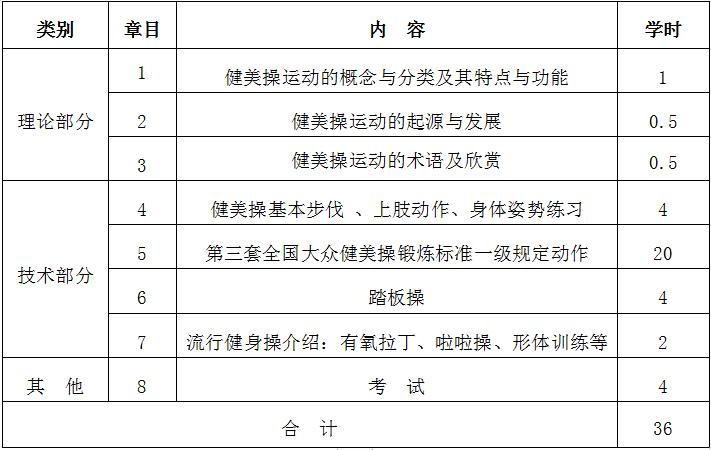 类别 章目 内 容 学时
理论部分 1 健美操运动的概念与分类及其特点与功能 1
2 健美操运动的起源与发展 0.5
3 健美操运动的术语及欣赏 0.5
技术部分 4 健美操基本步伐 、上肢动作、身体姿势练习 4
5 第三套全国大众健美操锻炼标准一级规定动作 20
6 踏板操 4
7 流行健身操介绍：有氧拉丁、啦啦操、形体训练等 2
其 他 8 考 试 4
合 计 36